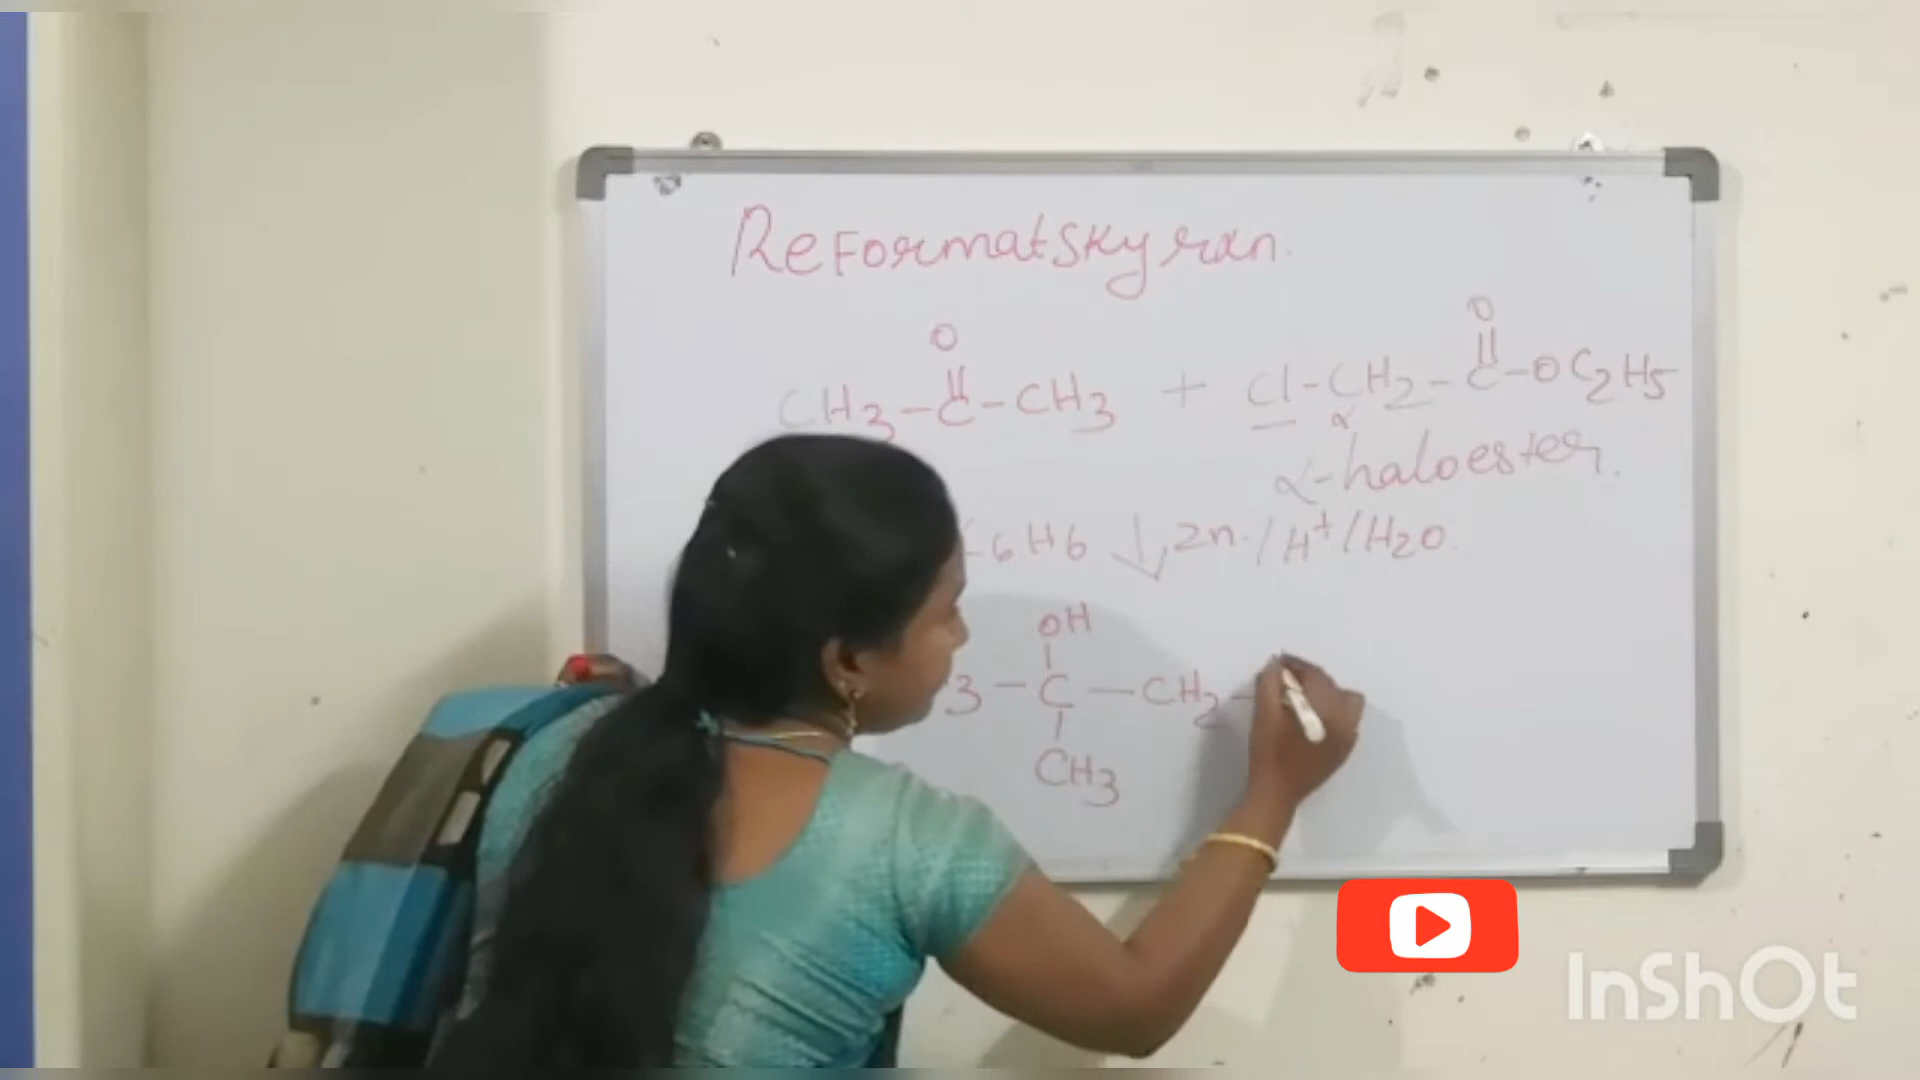 ReFormatsky rxn.
O O
CH3-C-CH3 + Cl-CH2-C-OC2H5
α
α-haloester.
C6H6 ↓ Zn./H+/H2O
OH
3-C-CH2-
CH3
InShOt